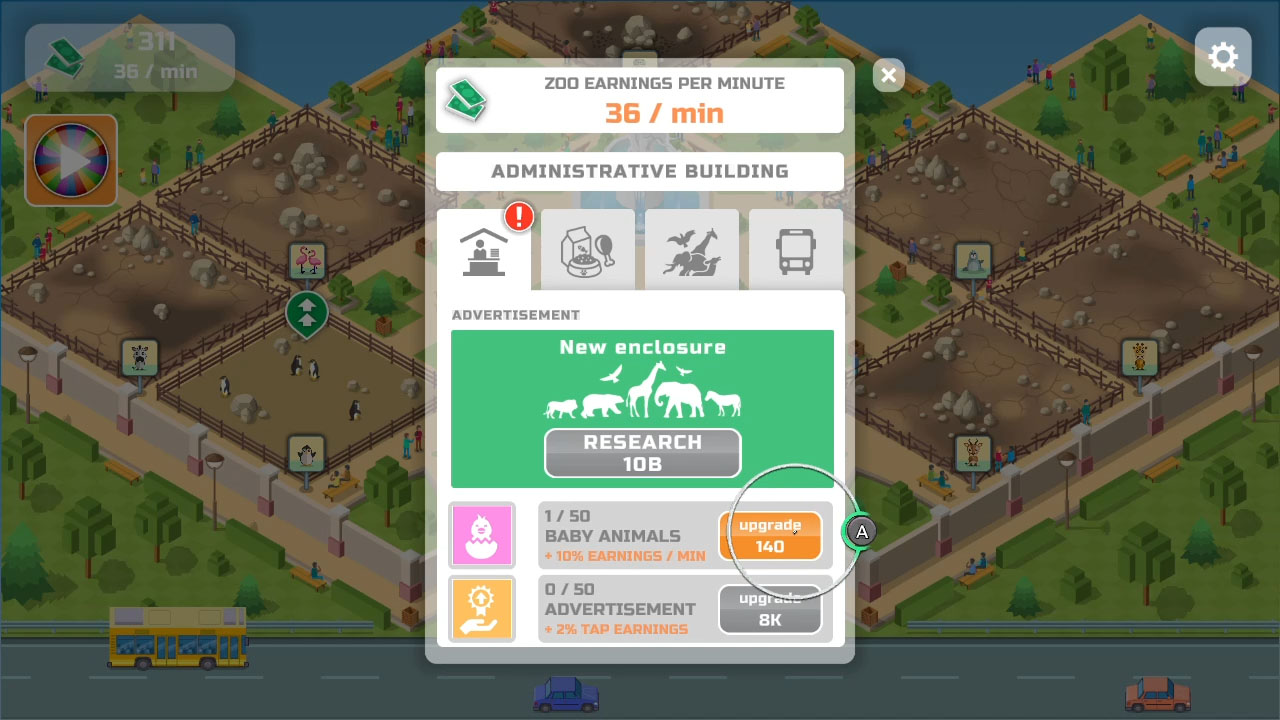 311
36 / min
ZOO EARNINGS PER MINUTE
36 / min
ADMINISTRATIVE BUILDING
!
ADVERTISEMENT
New enclosure
RESEARCH
10B
1 / 50
BABY ANIMALS
+ 10% EARNINGS / MIN
upgrade
140
A
0 / 50
ADVERTISEMENT
+ 2% TAP EARNINGS
upgrade
8K